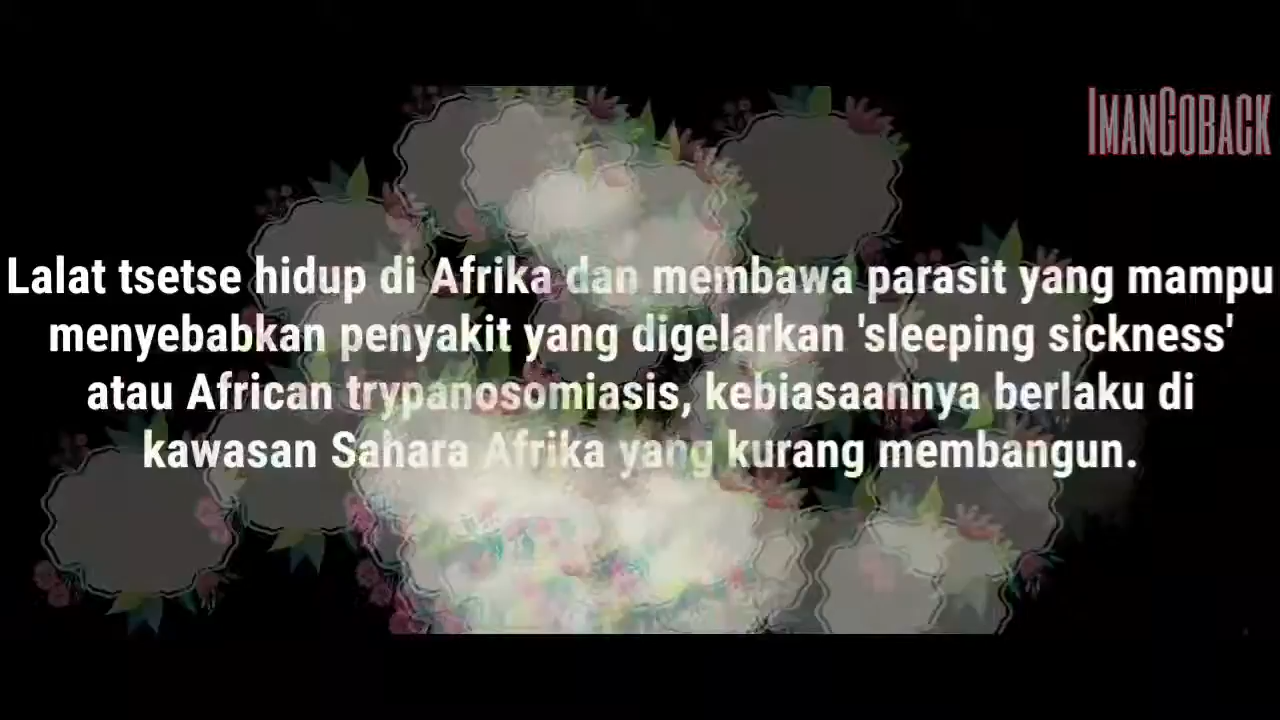 ImanGoback
Lalat tsetse hidup di Afrika dan membawa parasit yang mampu
menyebabkan penyakit yang digelarkan 'sleeping sickness'
atau African trypanosomiasis, kebiasaannya berlaku di
kawasan Sahara Afrika yang kurang membangun.